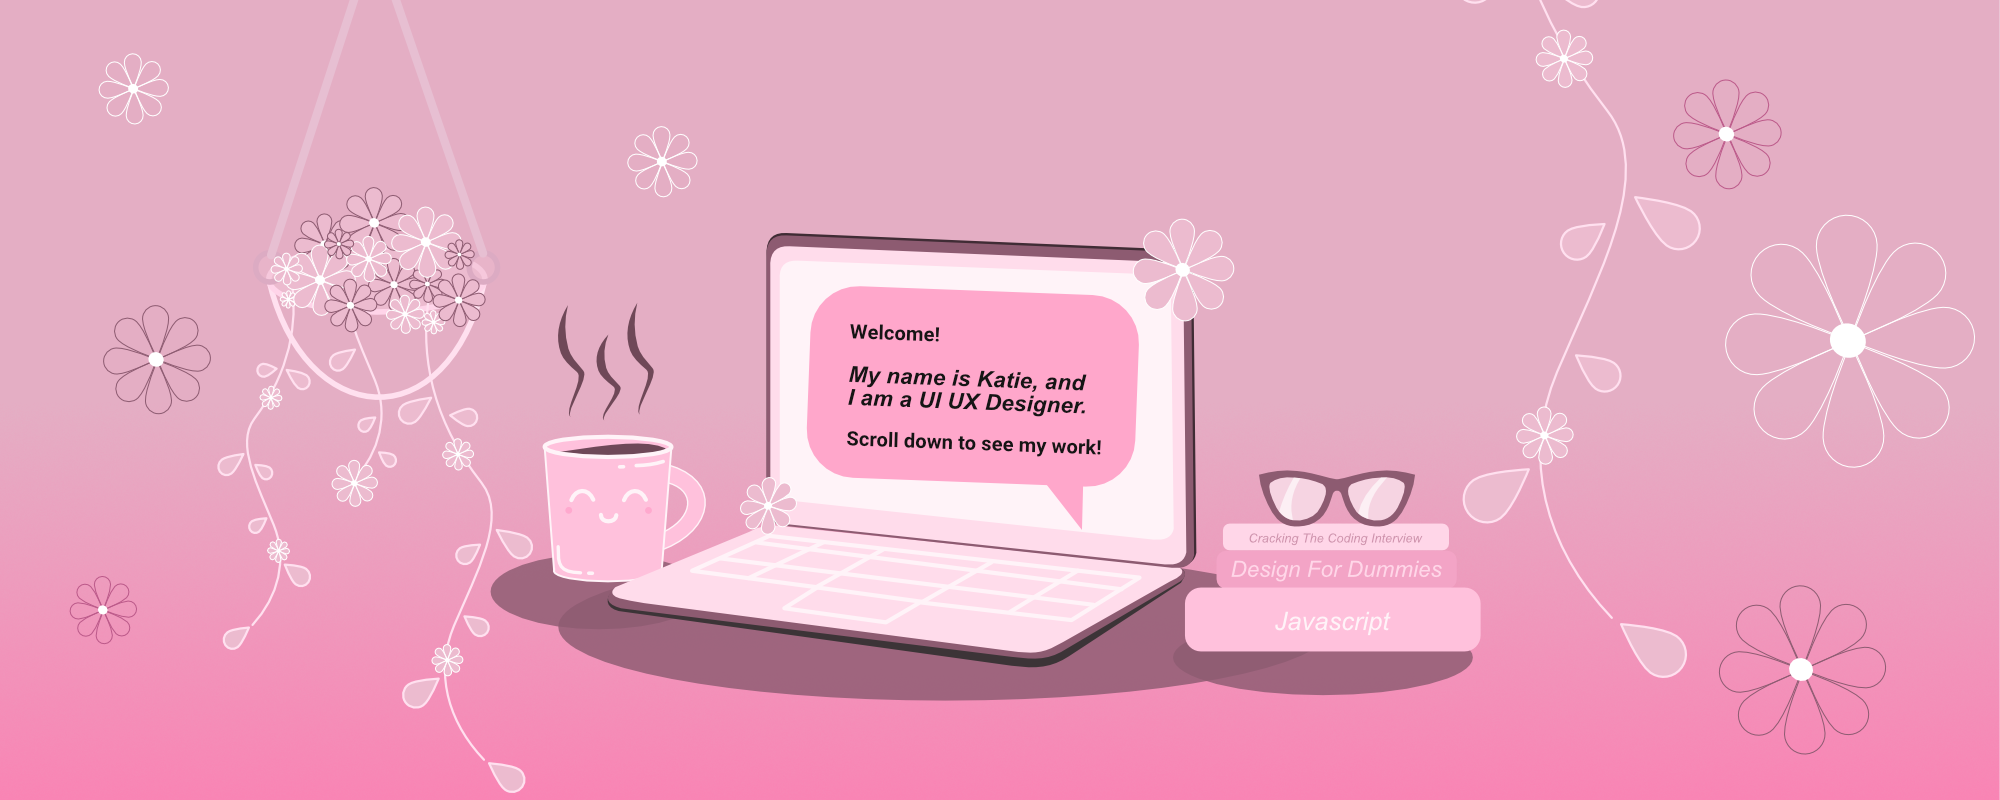 Welcome!
My name is Katie, and
I am a UI UX Designer.
Scroll down to see my work!
Cracking The Coding Interview
Design For Dummies
Javascript